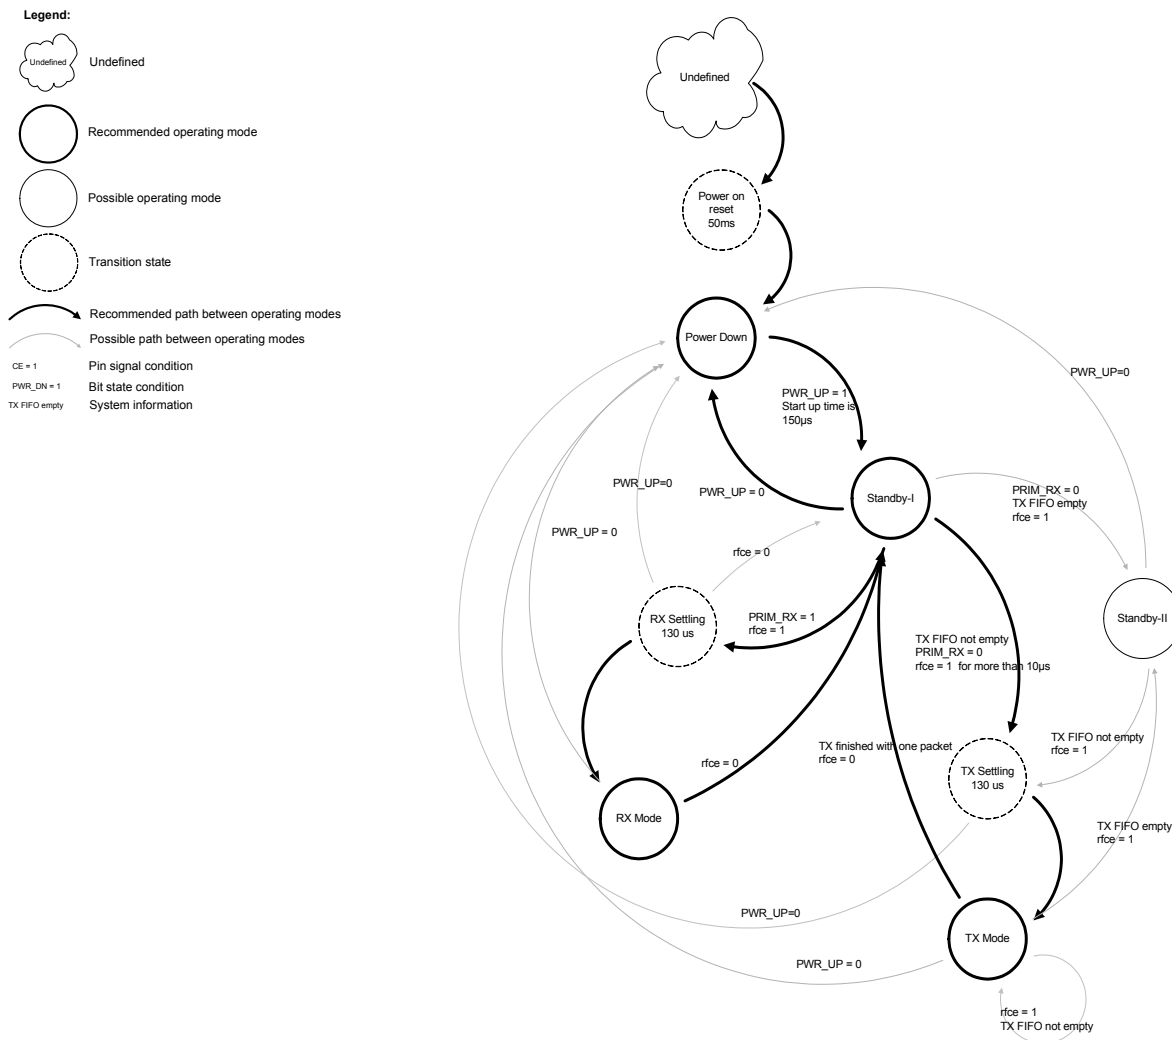 Legend:
Undefined
Undefined
Recommended operating mode
Possible operating mode
Transition state
Recommended path between operating modes
Possible path between operating modes
CE = 1
Pin signal condition
PWR_DN = 1
Bit state condition
TX FIFO empty
System information
Undefined
Power on
reset
50ms
Power Down
PWR_UP=0
PWR_UP = 1
Start up time is
150µs
PWR_UP=0
PWR_UP = 0
Standby-I
PRIM_RX = 0
TX FIFO empty
rfce = 1
PWR_UP = 0
rfce = 0
RX Settling
130 us
PRIM_RX = 1
rfce = 1
Standby-II
TX FIFO not empty
PRIM_RX = 0
rfce = 1 for more than 10µs
TX FIFO not empty
rfce = 1
TX finished with one packet
rfce = 0
rfce = 0
TX Settling
130 us
RX Mode
TX FIFO empty
rfce = 1
PWR_UP=0
TX Mode
PWR_UP = 0
rfce = 1
TX FIFO not empty